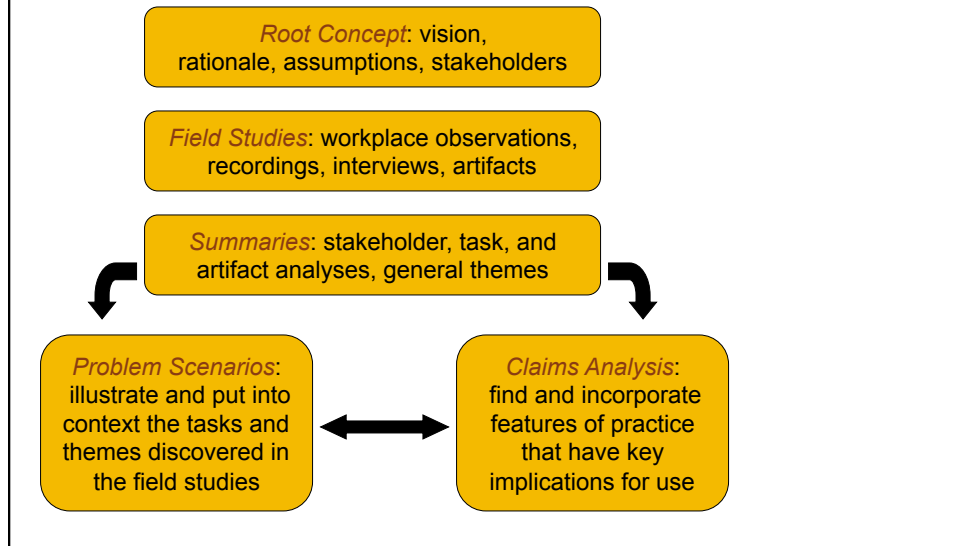 Root Concept: vision,
rationale, assumptions, stakeholders
Field Studies: workplace observations,
recordings, interviews, artifacts
Summaries: stakeholder, task, and
artifact analyses, general themes
Problem Scenarios:
illustrate and put into
context the tasks and
themes discovered in
the field studies
Claims Analysis:
find and incorporate
features of practice
that have key
implications for use